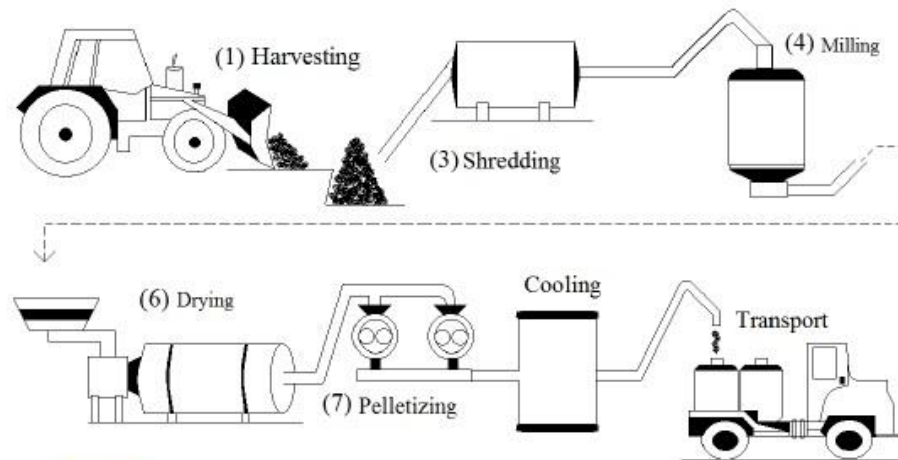 (1) Harvesting
(4) Milling
(3) Shredding
(6) Drying
Cooling
Transport
(7) Pelletizing